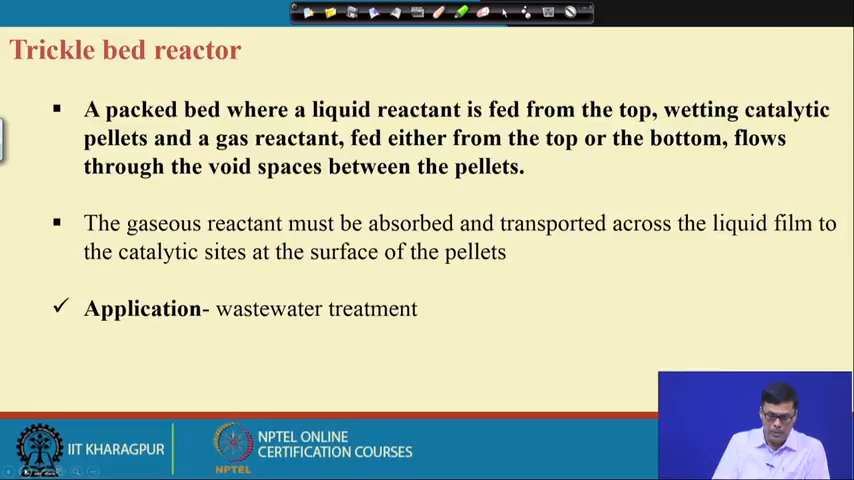 Trickle bed reactor
▪ A packed bed where a liquid reactant is fed from the top, wetting catalytic
pellets and a gas reactant, fed either from the top or the bottom, flows
through the void spaces between the pellets.
▪ The gaseous reactant must be absorbed and transported across the liquid film to
the catalytic sites at the surface of the pellets
✓ Application- wastewater treatment
IIT KHARAGPUR
NPTEL
NPTEL ONLINE
CERTIFICATION COURSES